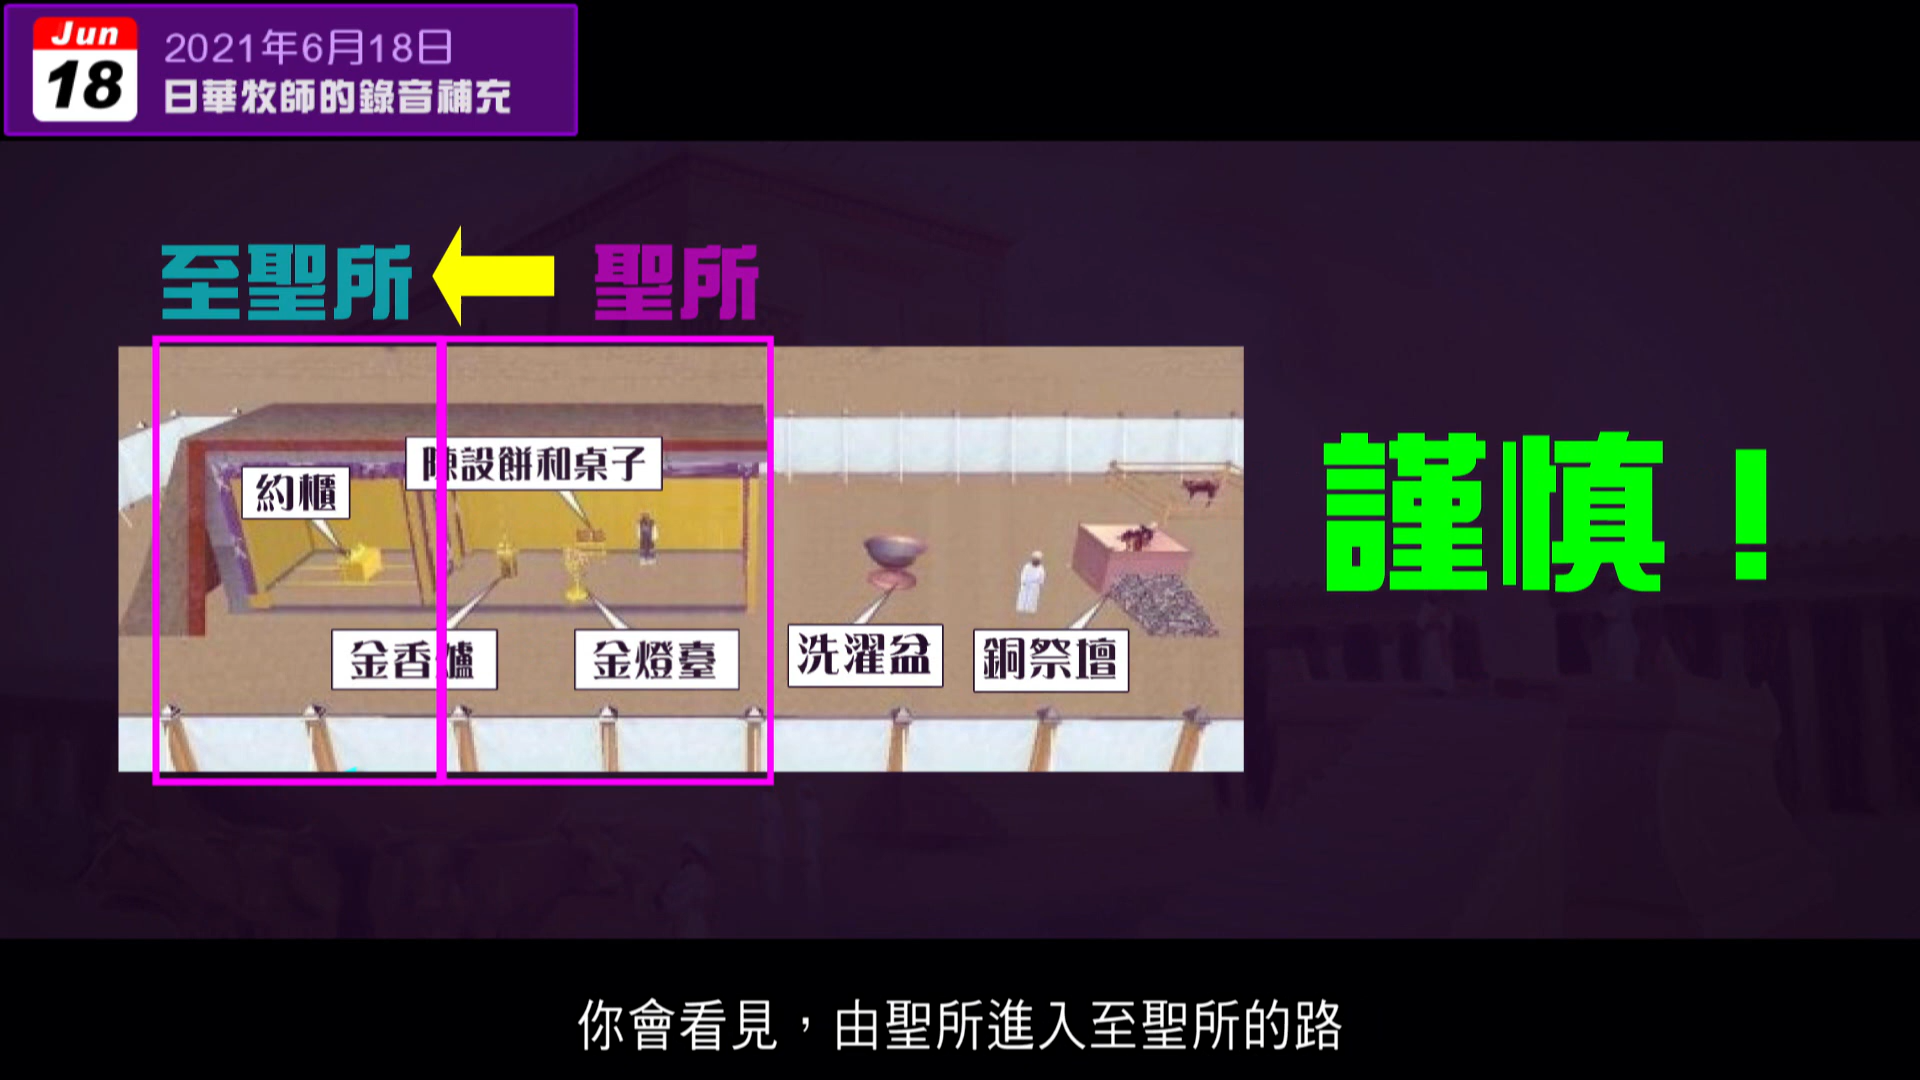 Jun
18
2021年6月18日
日華牧師的錄音補充
至聖所
聖所
約櫃
陳設餅和桌子
金香爐
金燈臺
洗濯盆
銅祭壇
謹慎！
你會看見，由聖所進入至聖所的路